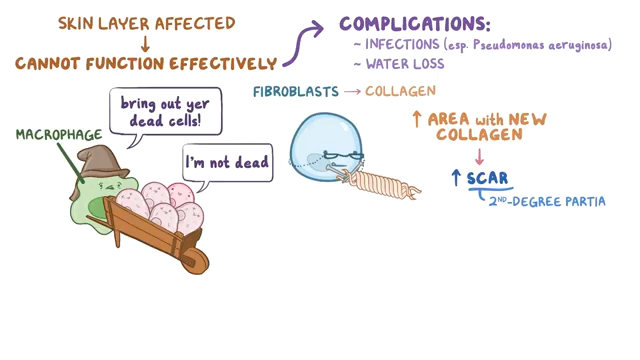 SKIN LAYER AFFECTED
↓
CANNOT FUNCTION EFFECTIVELY
COMPLICATIONS:
~ INFECTIONS (esp. Pseudomonas aeruginosa)
~ WATER LOSS
FIBROBLASTS → COLLAGEN
bring out yer
dead cells!
MACROPHAGE
I'm not dead
↑ AREA with NEW
COLLAGEN
↓
↑ SCAR
2ND-DEGREE PARTIA